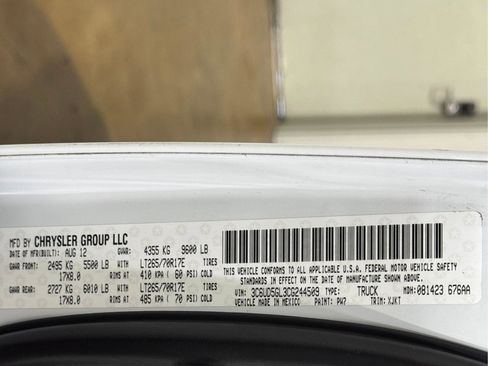 MFD BY CHRYSLER GROUP LLC
DATE OF MFR(BUILT): AUG 12 GVWR: 4355 KG 9600 LB
GAWR FRONT: 2495 KG 5500 LB WITH LT265/70R17E TIRES
17X8.0 RIMS AT 410 KPA( 60 PSI) COLD
GAWR REAR: 2727 KG 6010 LB WITH LT265/70R17E TIRES
17X8.0 RIMS AT 485 KPA( 70 PSI) COLD
THIS VEHICLE CONFORMS TO ALL APPLICABLE U.S.A. FEDERAL MOTOR VEHICLE SAFETY
STANDARDS IN EFFECT ON THE DATE OF MANUFACTURE SHOWN ABOVE.
VIN: 3C6UD5GL3CG244509 TYPE: TRUCK MDH: 081423 676AA
VEHICLE MADE IN MEXICO PAINT: PW7 TRIM: XJKT